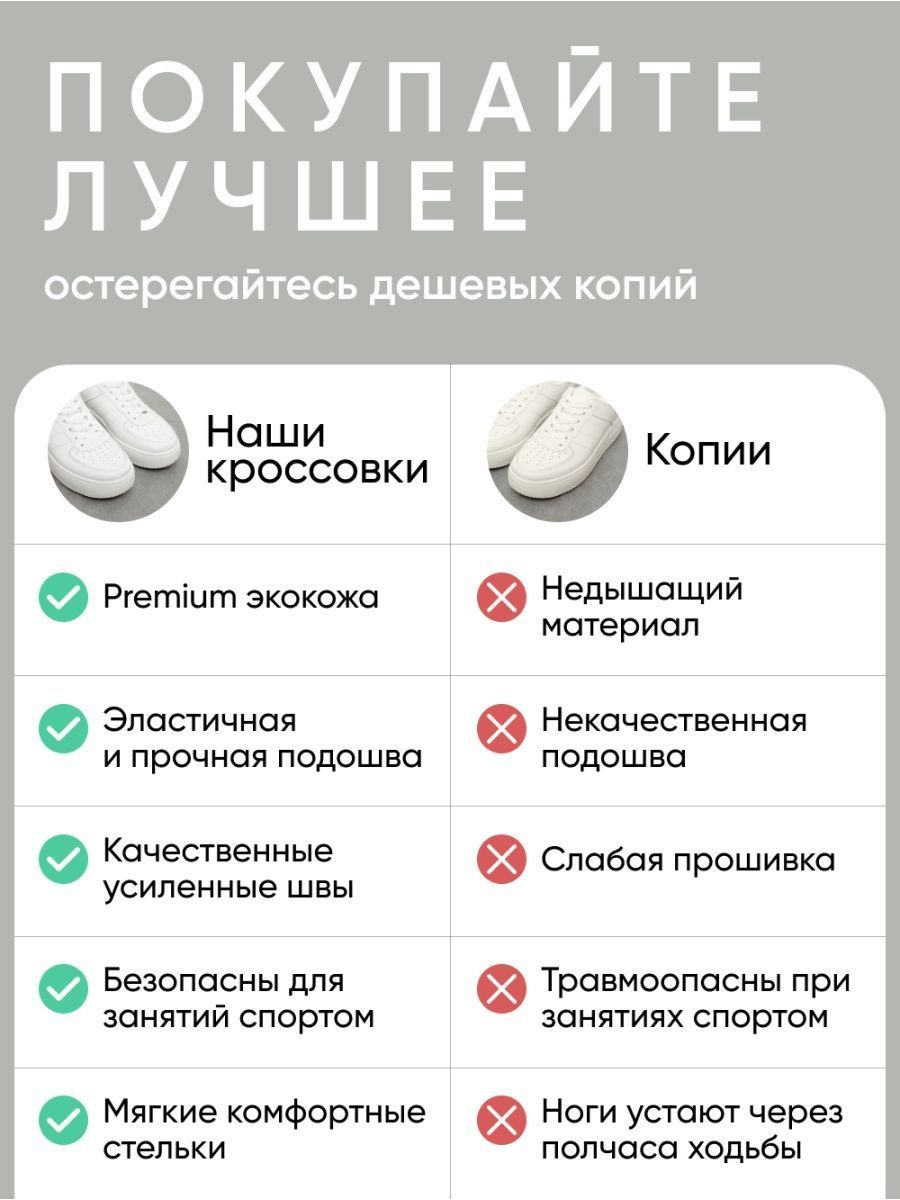 ПОКУПАЙТЕ
ЛУЧШЕЕ
остерегайтесь дешевых копий
Наши
кроссовки
Копии
Premium экокожа
Недышащий
материал
Эластичная
и прочная подошва
Некачественная
подошва
Качественные
усиленные швы
Слабая прошивка
Безопасны для
занятий спортом
Травмоопасны при
занятиях спортом
Мягкие комфортные
стельки
Ноги устают через
полчаса ходьбы